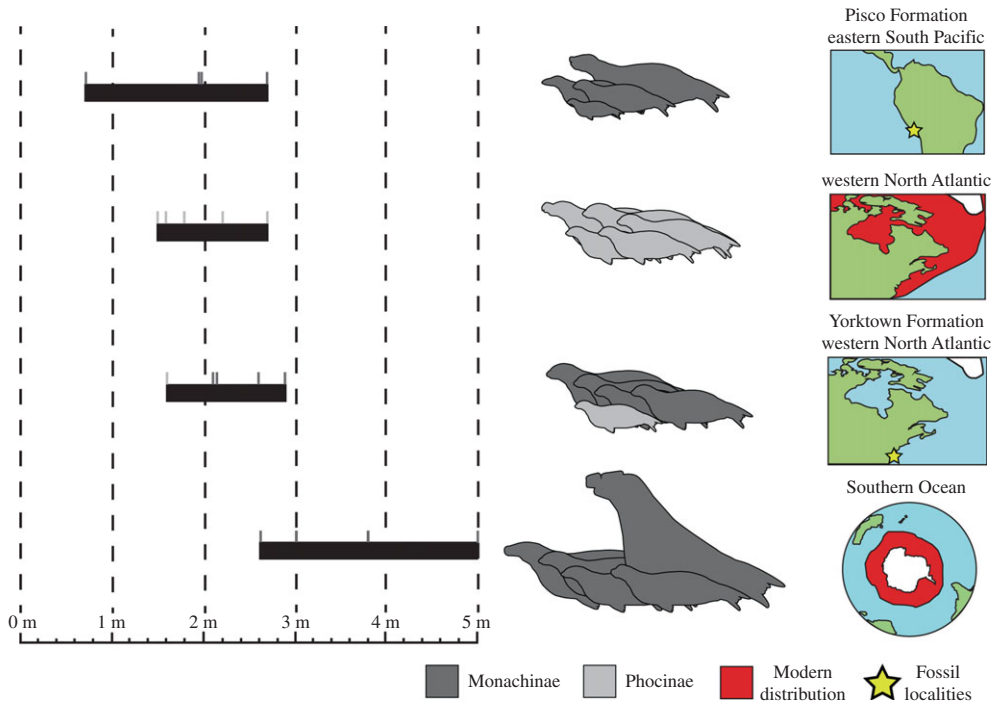 Pisco Formation
eastern South Pacific
western North Atlantic
Yorktown Formation
western North Atlantic
Southern Ocean
0 m 1 m 2 m 3 m 4 m 5 m
Monachinae Phocinae Modern distribution Fossil localities